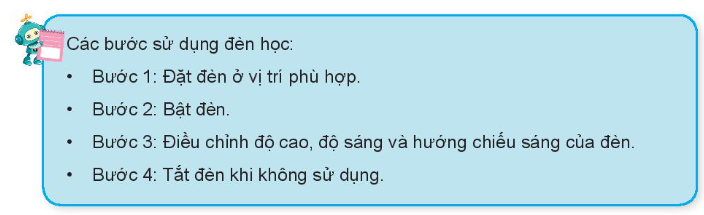 Các bước sử dụng đèn học:
• Bước 1: Đặt đèn ở vị trí phù hợp.
• Bước 2: Bật đèn.
• Bước 3: Điều chỉnh độ cao, độ sáng và hướng chiếu sáng của đèn.
• Bước 4: Tắt đèn khi không sử dụng.